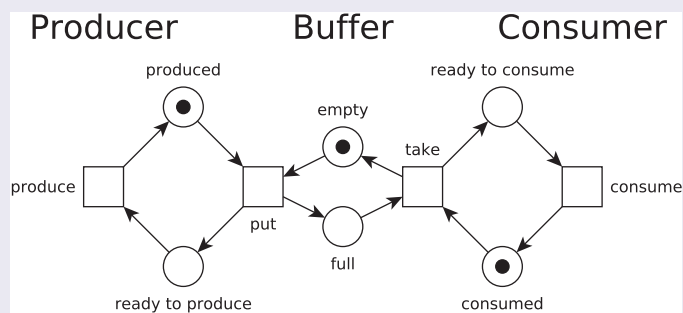 Producer Buffer Consumer
produced
ready to consume
empty
take
produce
consume
put
full
ready to produce
consumed